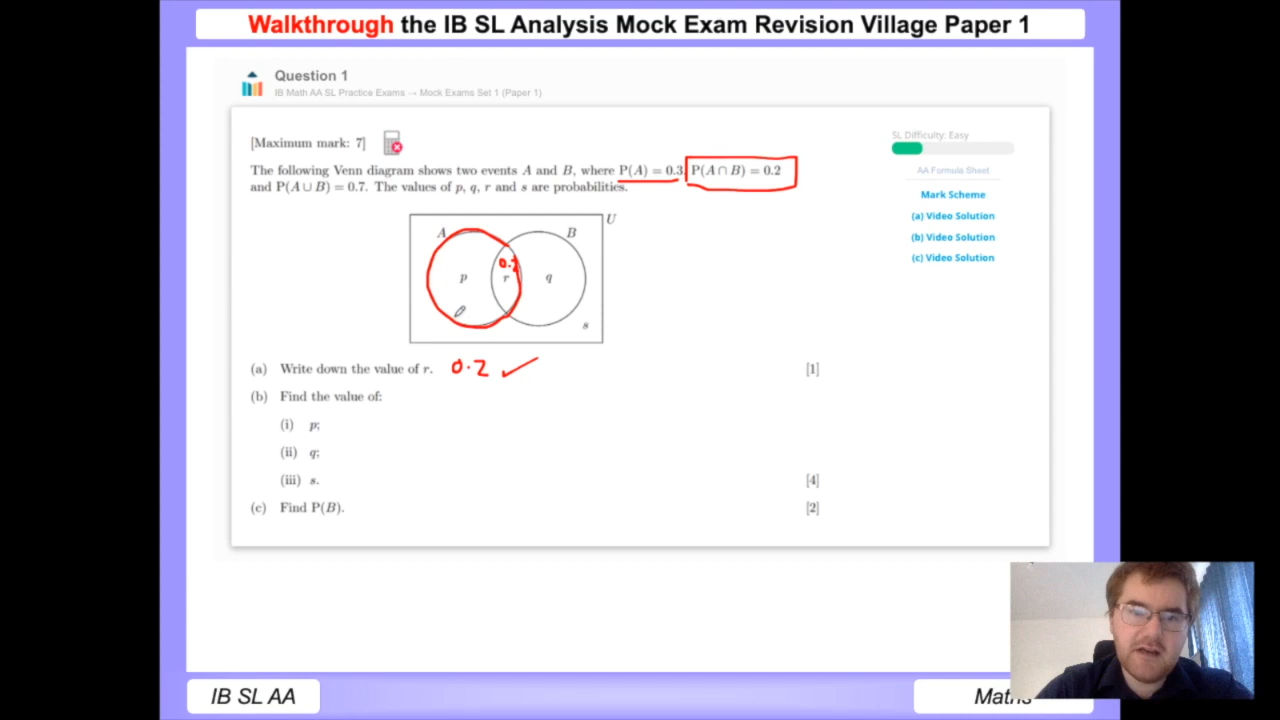 Walkthrough the IB SL Analysis Mock Exam Revision Village Paper 1
Question 1
IB Math AA SL Practice Exams → Mock Exams Set 1 (Paper 1)
[Maximum mark: 7]
SL Difficulty: Easy
The following Venn diagram shows two events A and B, where P(A) = 0.3, P(A ∩ B) = 0.2
and P(A ∪ B) = 0.7. The values of p, q, r and s are probabilities.
AA Formula Sheet
Mark Scheme
(a) Video Solution
(b) Video Solution
(c) Video Solution
U
A
B
p
r
q
s
(a) Write down the value of r. 0.2 ✓ [1]
(b) Find the value of:
(i) p;
(ii) q;
(iii) s. [4]
(c) Find P(B). [2]
IB SL AA